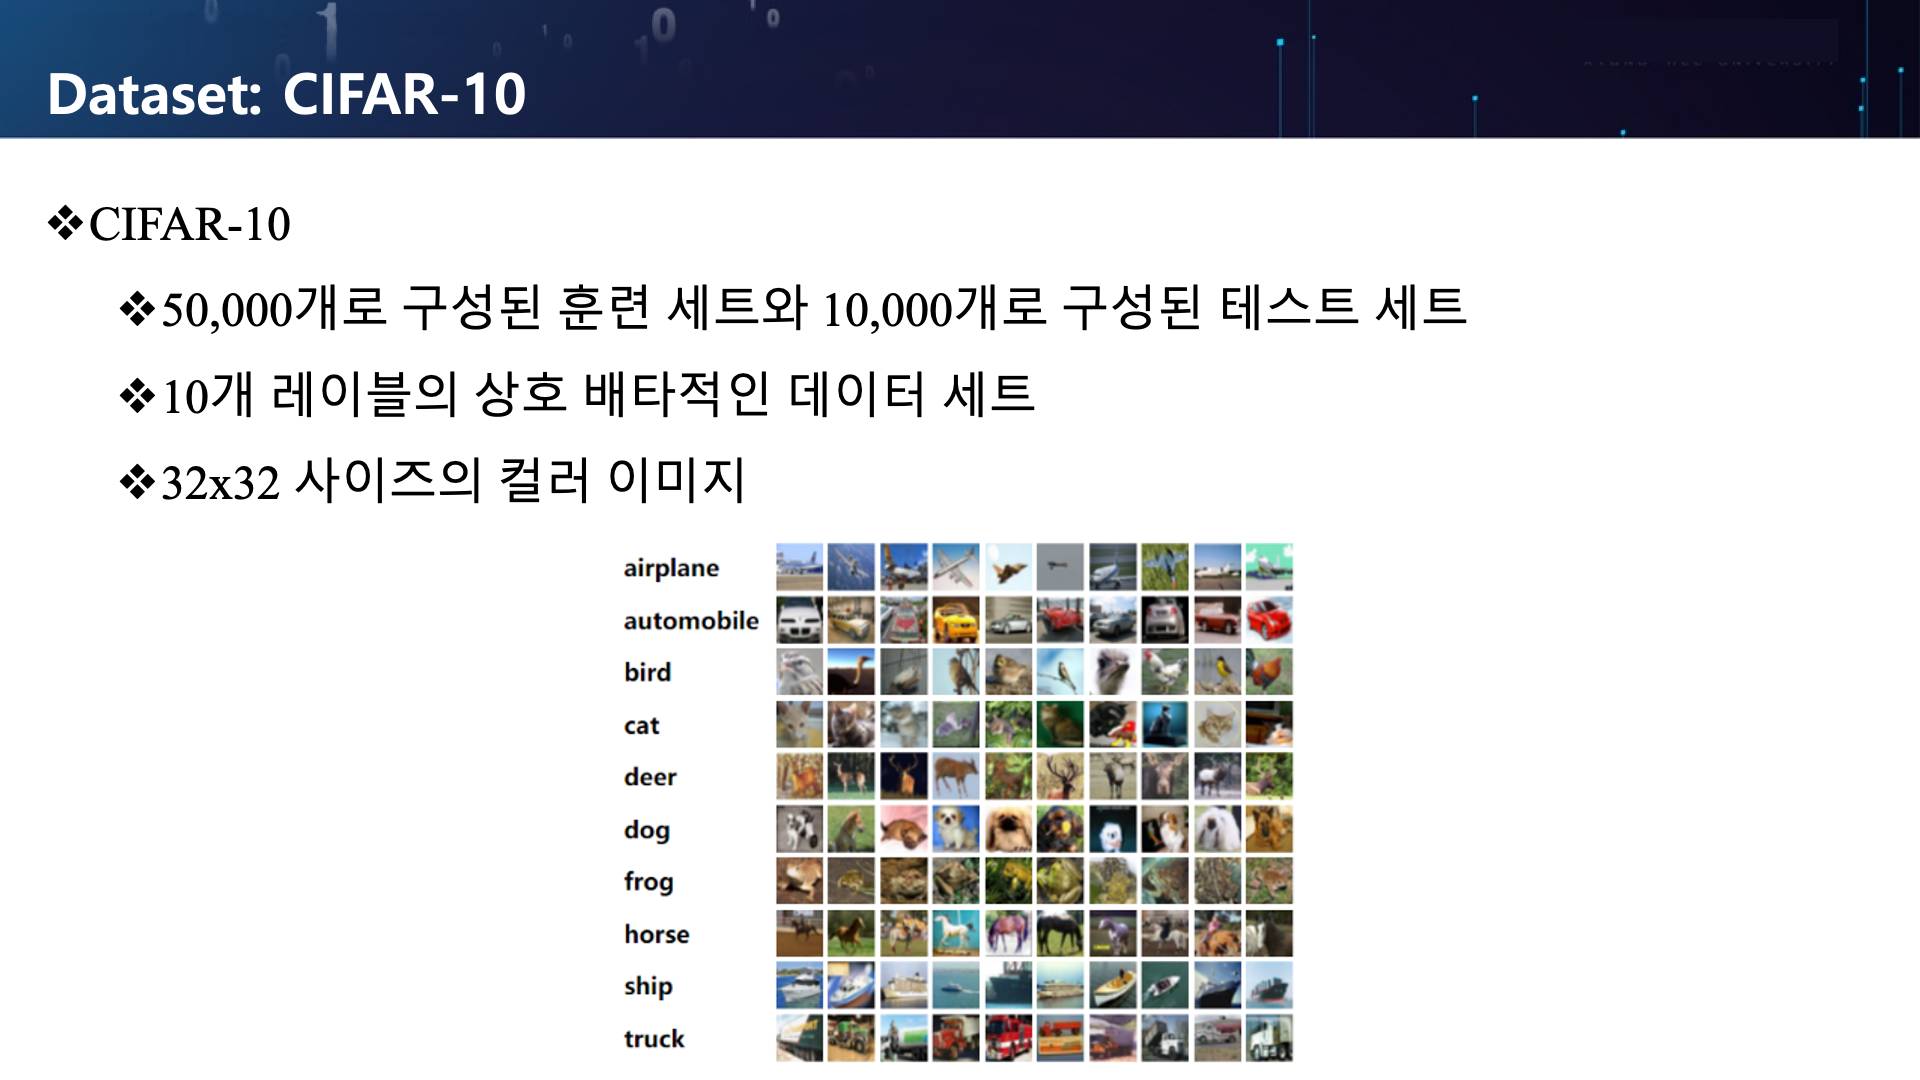 Dataset: CIFAR-10
❖CIFAR-10
❖50,000개로 구성된 훈련 세트와 10,000개로 구성된 테스트 세트
❖10개 레이블의 상호 배타적인 데이터 세트
❖32x32 사이즈의 컬러 이미지
airplane
automobile
bird
cat
deer
dog
frog
horse
ship
truck